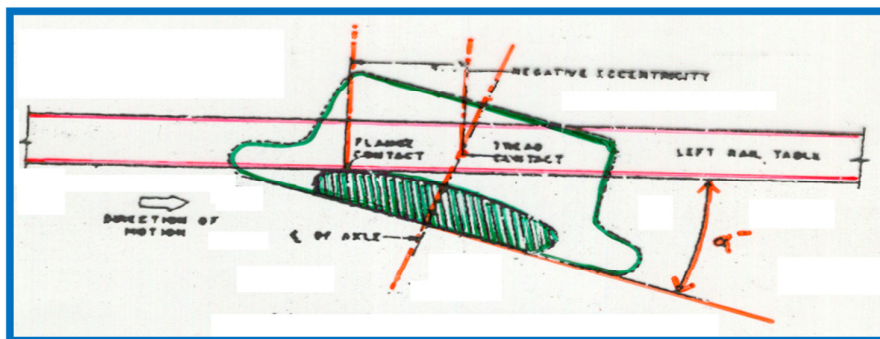 NEGATIVE ECCENTRICITY
FLANGE
CONTACT
TREAD
CONTACT
LEFT RAIL TABLE
DIRECTION OF
MOTION
℄ OF AXLE
α'